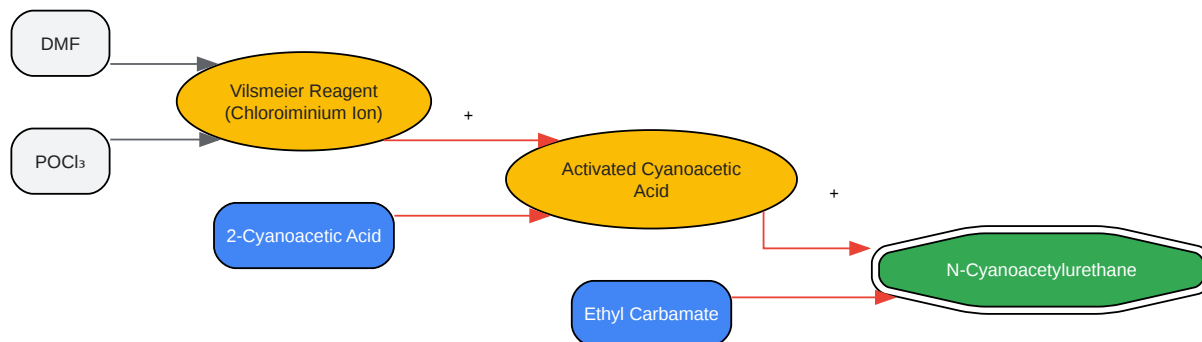 DMF
Vilsmeier Reagent
(Chloroiminium Ion)
+
POCl₃
Activated Cyanoacetic
Acid
+
2-Cyanoacetic Acid
N-Cyanoacetylurethane
Ethyl Carbamate